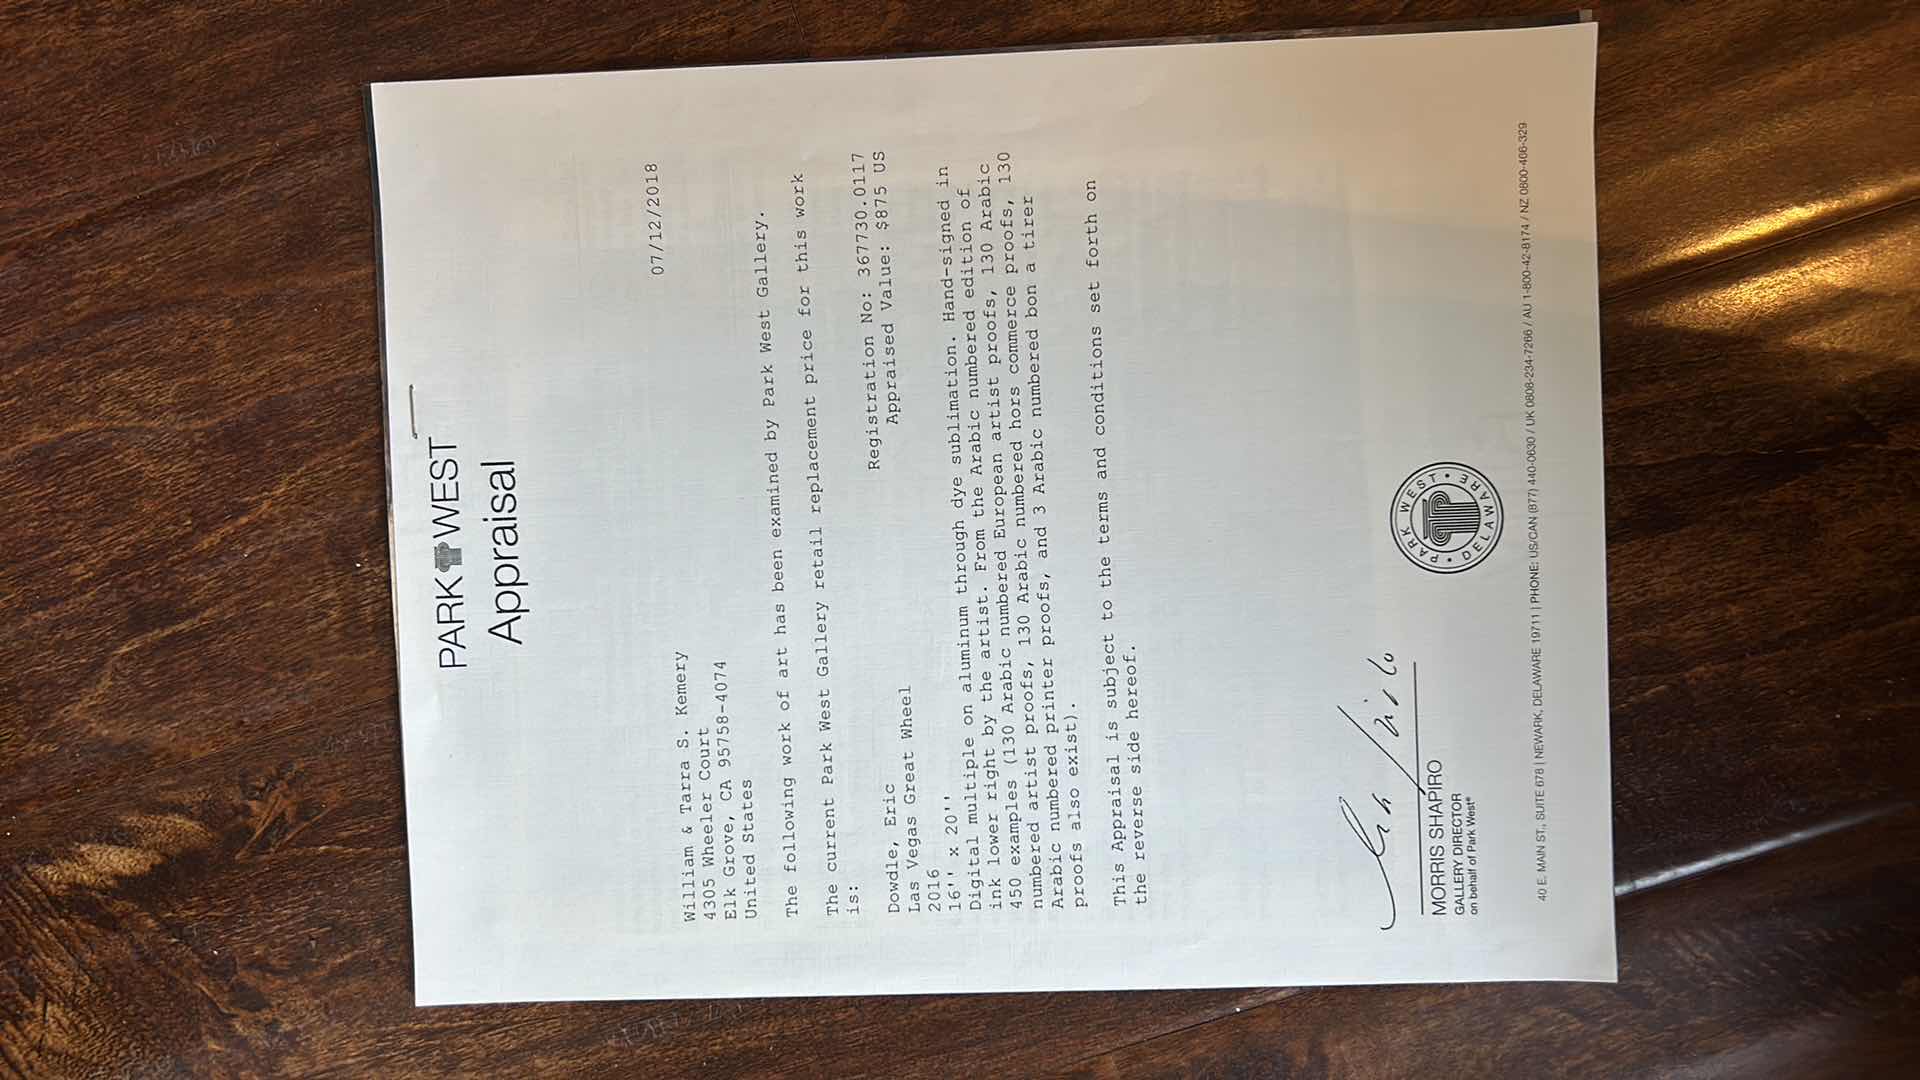 PARK WEST
Appraisal
07/12/2018
William & Tarra S. Kemery
4305 Wheeler Court
Elk Grove, CA 95758-4074
United States
The following work of art has been examined by Park West Gallery.
The current Park West Gallery retail replacement price for this work
is:
Registration No: 367730.0117
Appraised Value: $875 US
Dowdle, Eric
Las Vegas Great Wheel
2016
16'' x 20''
Digital multiple on aluminum through dye sublimation. Hand-signed in
ink lower right by the artist. From the Arabic numbered edition of
450 examples (130 Arabic numbered European artist proofs, 130 Arabic
numbered artist proofs, 130 Arabic numbered hors commerce proofs, 130
Arabic numbered printer proofs, and 3 Arabic numbered bon a tirer
proofs also exist).
This Appraisal is subject to the terms and conditions set forth on
the reverse side hereof.
MORRIS SHAPIRO
GALLERY DIRECTOR
on behalf of Park West®
PARK WEST
DELAWARE
40 E. MAIN ST., SUITE 678 | NEWARK, DELAWARE 19711 | PHONE: US/CAN (877) 440-0630 / UK 0808-234-7266 / AU 1-800-42-8174 / NZ 0800-466-329